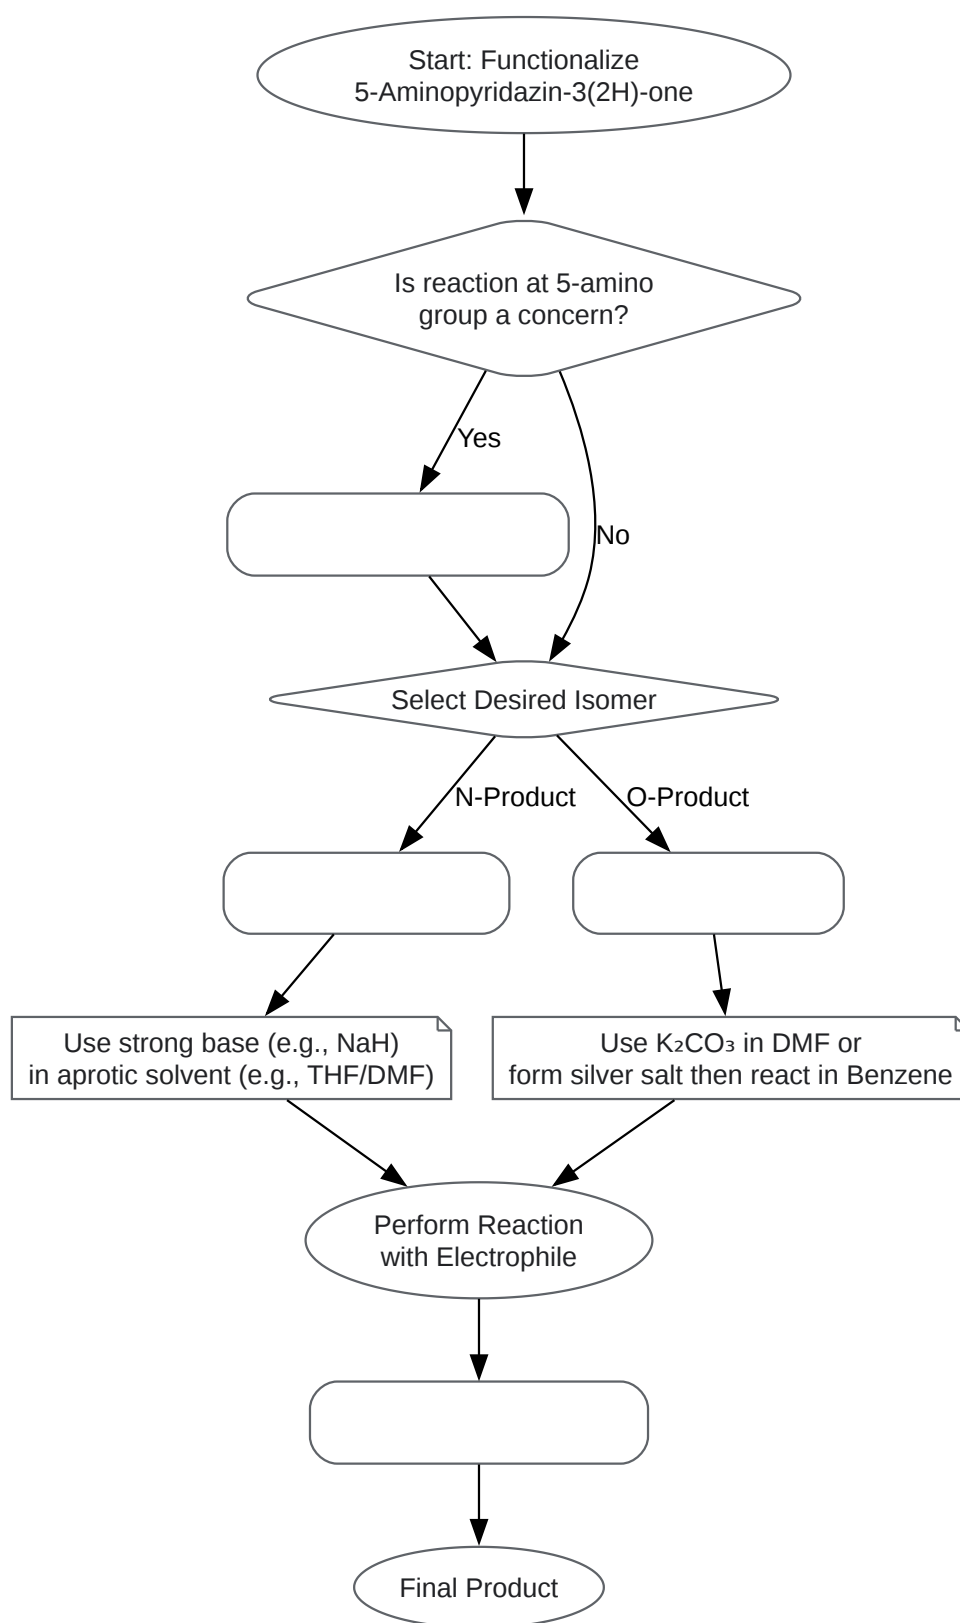 Start: Functionalize
5-Aminopyridazin-3(2H)-one
Is reaction at 5-amino
group a concern?
Yes
No
Select Desired Isomer
N-Product
O-Product
Use strong base (e.g., NaH)
in aprotic solvent (e.g., THF/DMF)
Use K₂CO₃ in DMF or
form silver salt then react in Benzene
Perform Reaction
with Electrophile
Final Product